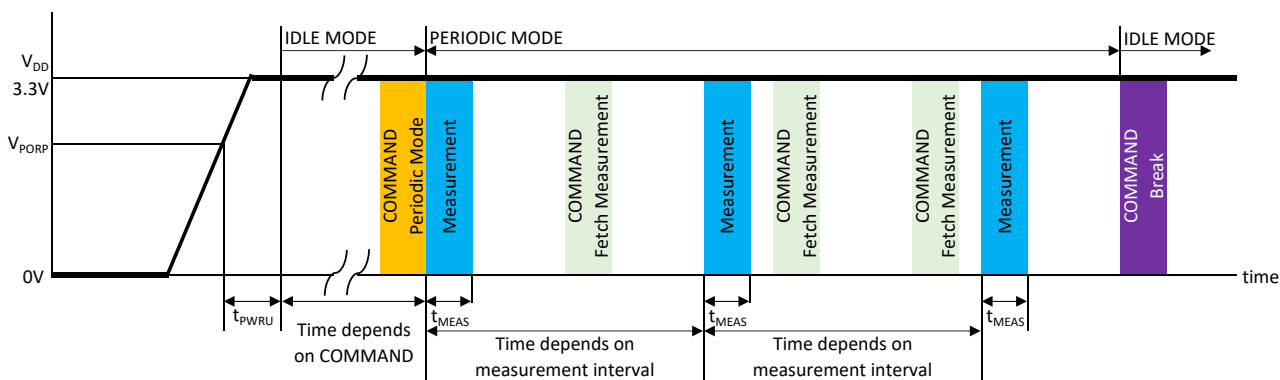 IDLE MODE
PERIODIC MODE
IDLE MODE
VDD
3.3V
VPORP
0V
COMMAND
Periodic Mode
Measurement
COMMAND
Fetch Measurement
Measurement
COMMAND
Fetch Measurement
COMMAND
Fetch Measurement
Measurement
COMMAND
Break
time
tPWRU
Time depends
on COMMAND
tMEAS
Time depends on
measurement interval
tMEAS
Time depends on
measurement interval
tMEAS